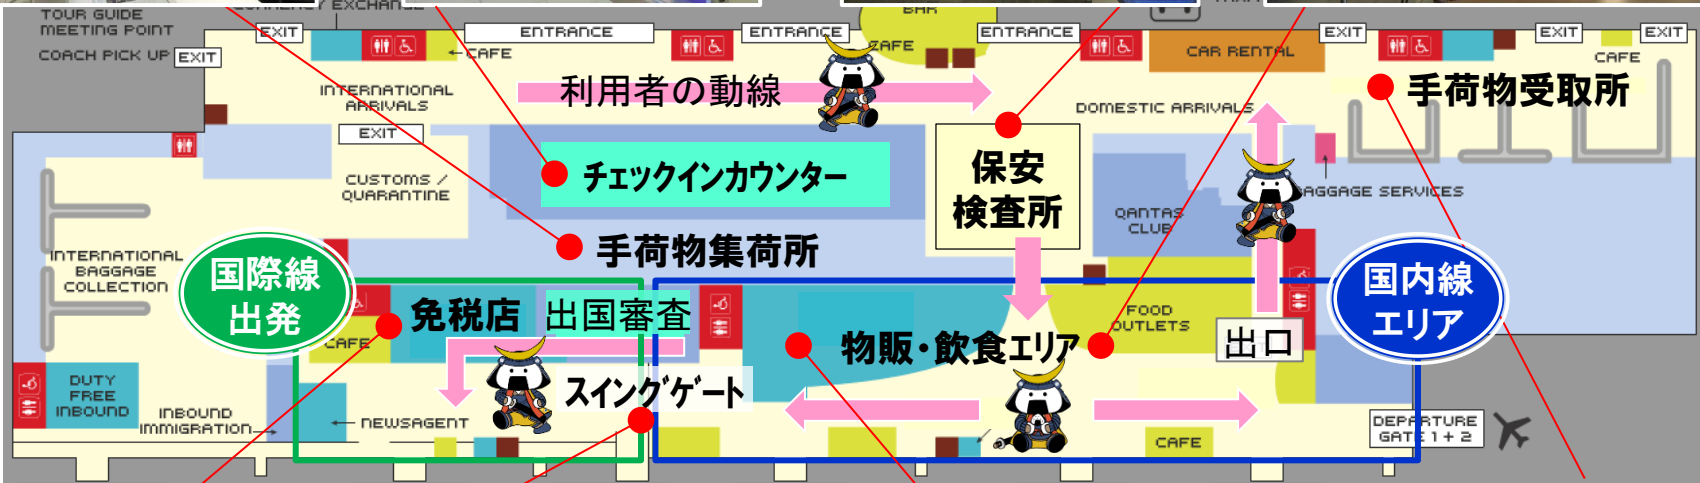 TOUR GUIDE
MEETING POINT
CURRENCY EXCHANGE
COACH PICK UP
EXIT
EXIT
CAFE
ENTRANCE
ENTRANCE
BAR
CAFE
ENTRANCE
CAR RENTAL
EXIT
EXIT
EXIT
CAFE
INTERNATIONAL
ARRIVALS
利用者の動線
DOMESTIC ARRIVALS
手荷物受取所
EXIT
CUSTOMS /
QUARANTINE
チェックインカウンター
保安
検査所
QANTAS
CLUB
BAGGAGE SERVICES
手荷物集荷所
INTERNATIONAL
BAGGAGE
COLLECTION
国際線
出発
免税店
出国審査
CAFE
物販・飲食エリア
FOOD
OUTLETS
出口
国内線
エリア
DUTY
FREE
INBOUND
INBOUND
IMMIGRATION
NEWSAGENT
スイングゲート
CAFE
DEPARTURE
GATE 1 + 2